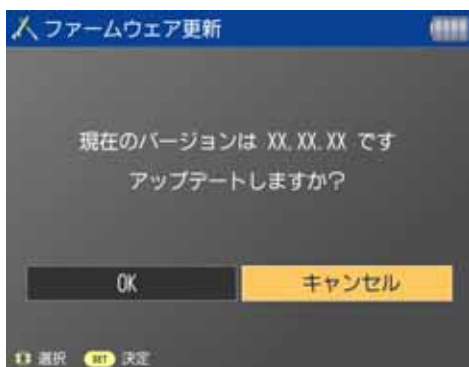 ファームウェア更新
現在のバージョンは XX.XX.XX です
アップデートしますか?
OK キャンセル
選択 SET 決定